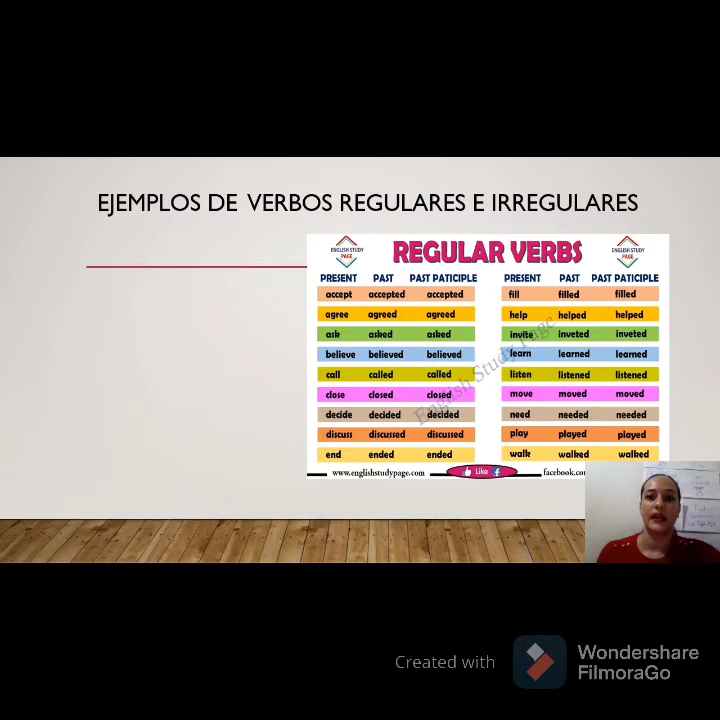 EJEMPLOS DE VERBOS REGULARES E IRREGULARES
ENGLISH STUDY
PAGE
REGULAR VERBS
ENGLISH STUDY
PAGE
PRESENT PAST PAST PATICIPLE PRESENT PAST PAST PATICIPLE
accept accepted accepted fill filled filled
agree agreed agreed help helped helped
ask asked asked invite inveted inveted
believe believed believed learn learned learned
call called called listen listened listened
close closed closed move moved moved
decide decided decided need needed needed
discuss discussed discussed play played played
end ended ended walk walked walked
English Study Page
www.englishstudypage.com Like facebook.com
Created with Wondershare
FilmoraGo